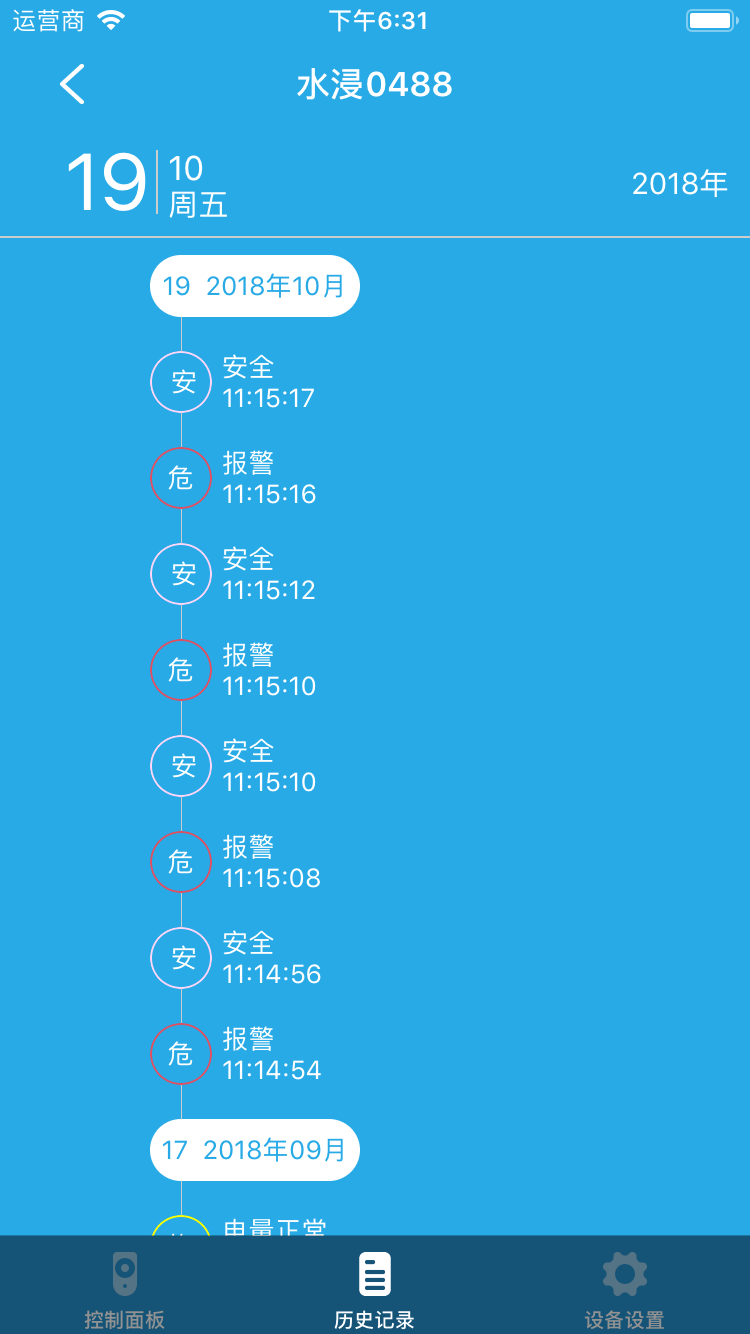 运营商
下午6:31
水浸0488
19
10
周五
2018年
19 2018年10月
安
安全
11:15:17
危
报警
11:15:16
安
安全
11:15:12
危
报警
11:15:10
安
安全
11:15:10
危
报警
11:15:08
安
安全
11:14:56
危
报警
11:14:54
17 2018年09月
电量正常
控制面板
历史记录
设备设置